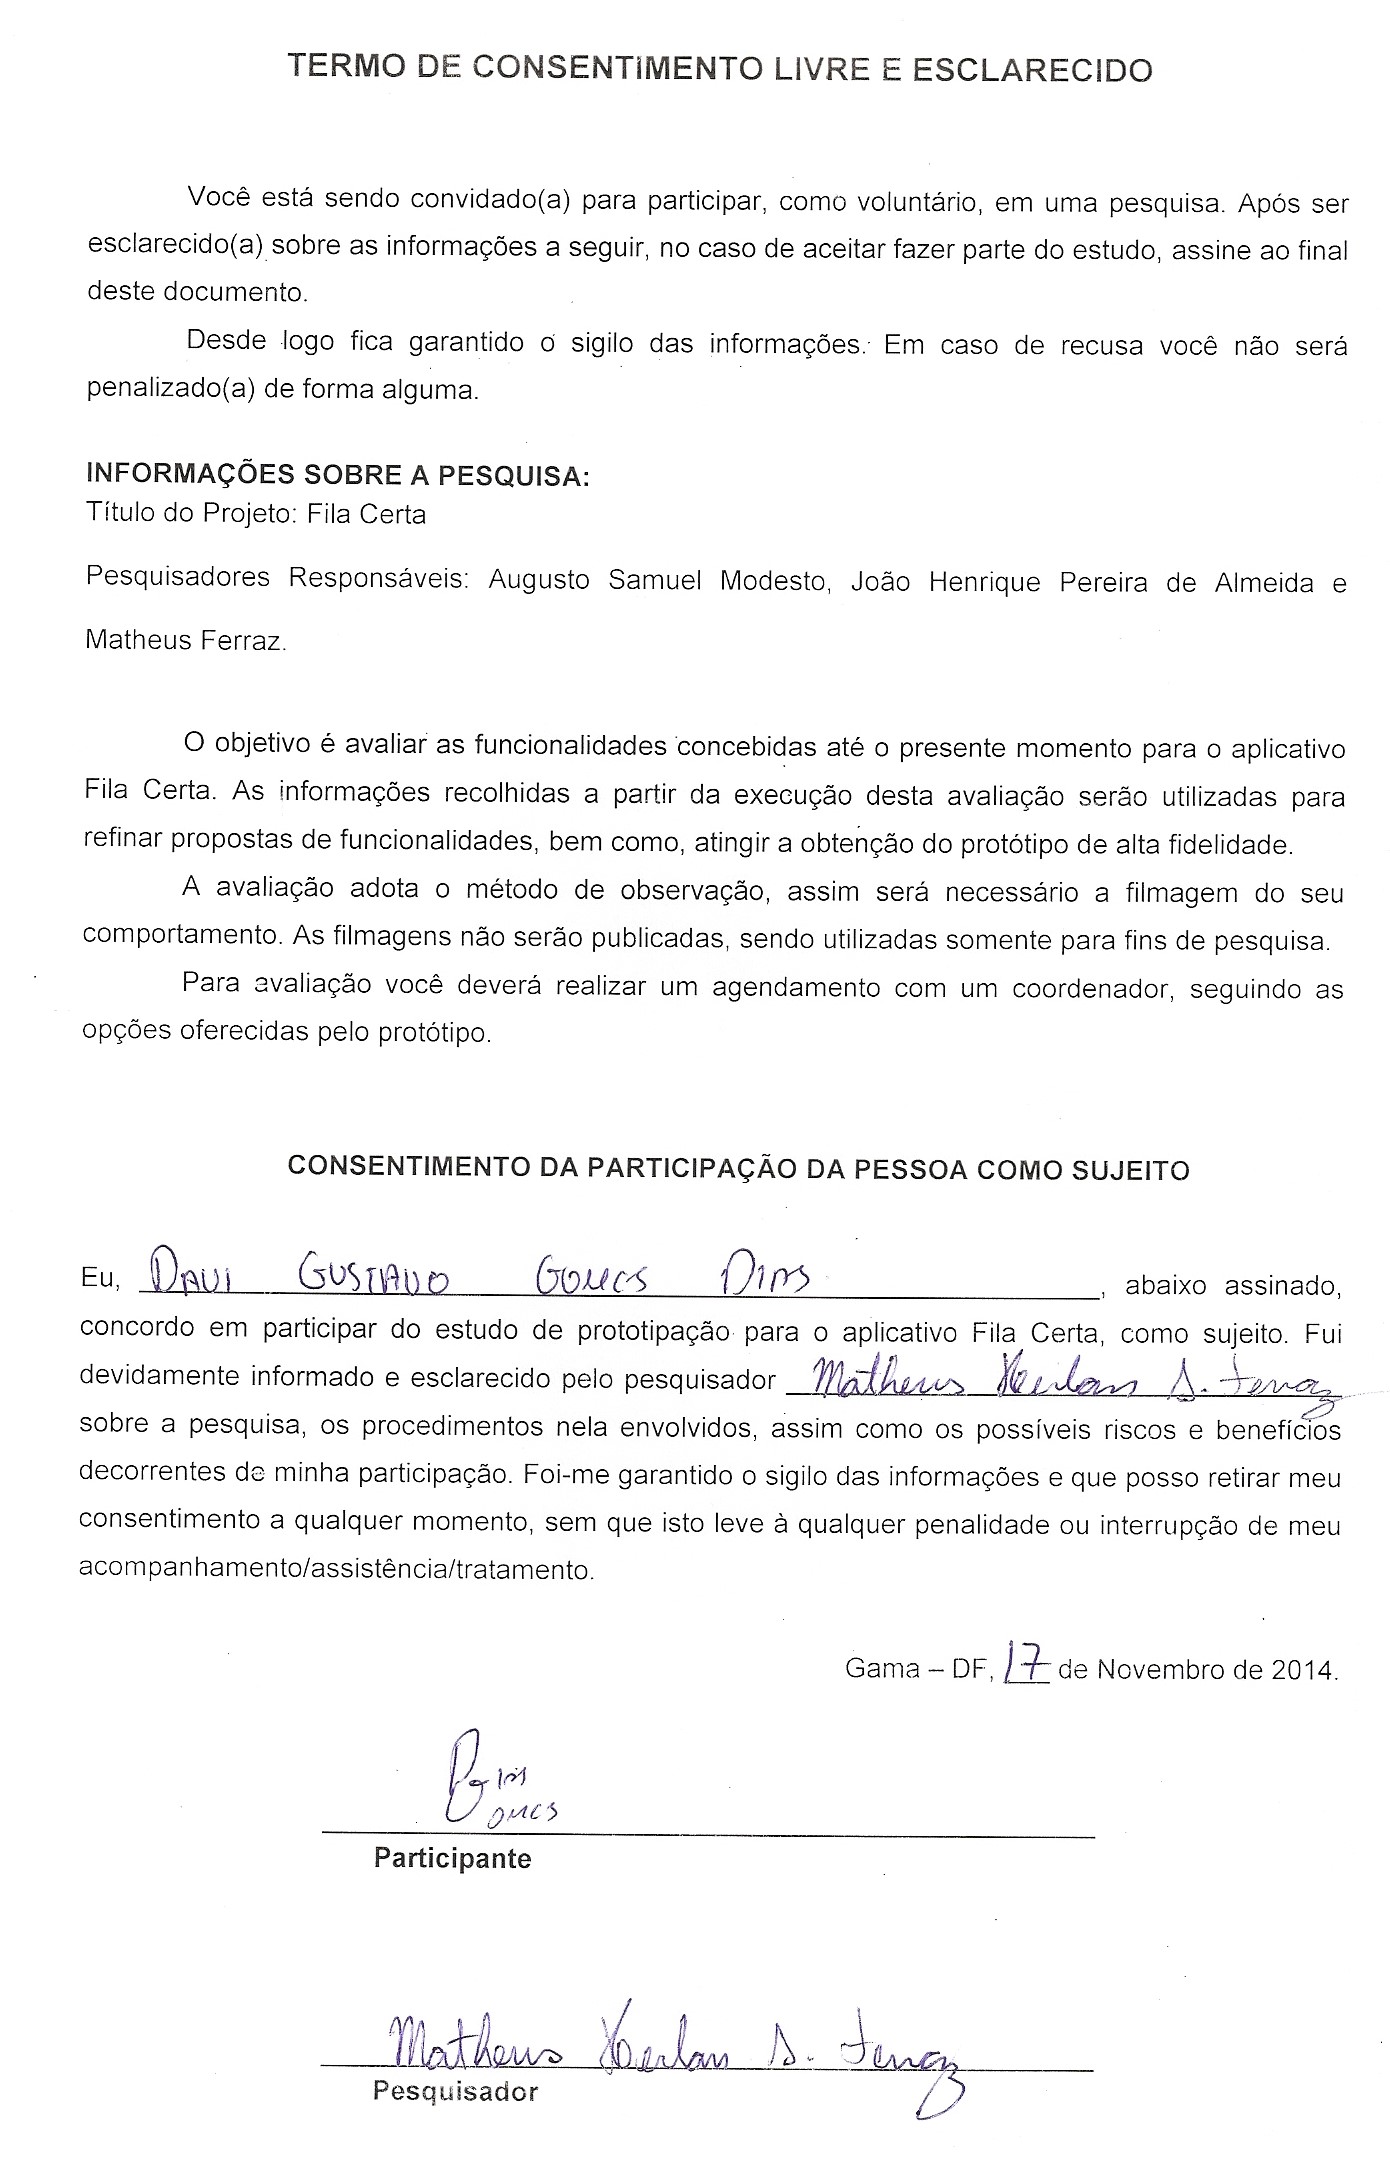 TERMO DE CONSENTIMENTO LIVRE E ESCLARECIDO
Você está sendo convidado(a) para participar, como voluntário, em uma pesquisa. Após ser
esclarecido(a) sobre as informações a seguir, no caso de aceitar fazer parte do estudo, assine ao final
deste documento.
Desde logo fica garantido o sigilo das informações. Em caso de recusa você não será
penalizado(a) de forma alguma.
INFORMAÇÕES SOBRE A PESQUISA:
Título do Projeto: Fila Certa
Pesquisadores Responsáveis: Augusto Samuel Modesto, João Henrique Pereira de Almeida e
Matheus Ferraz.
O objetivo é avaliar as funcionalidades concebidas até o presente momento para o aplicativo
Fila Certa. As informações recolhidas a partir da execução desta avaliação serão utilizadas para
refinar propostas de funcionalidades, bem como, atingir a obtenção do protótipo de alta fidelidade.
A avaliação adota o método de observação, assim será necessário a filmagem do seu
comportamento. As filmagens não serão publicadas, sendo utilizadas somente para fins de pesquisa.
Para avaliação você deverá realizar um agendamento com um coordenador, seguindo as
opções oferecidas pelo protótipo.
CONSENTIMENTO DA PARTICIPAÇÃO DA PESSOA COMO SUJEITO
Eu, DAVI GUSTAVO GOMES DIAS, abaixo assinado,
concordo em participar do estudo de prototipação para o aplicativo Fila Certa, como sujeito. Fui
devidamente informado e esclarecido pelo pesquisador Matheus S. Ferraz
sobre a pesquisa, os procedimentos nela envolvidos, assim como os possíveis riscos e benefícios
decorrentes de minha participação. Foi-me garantido o sigilo das informações e que posso retirar meu
consentimento a qualquer momento, sem que isto leve à qualquer penalidade ou interrupção de meu
acompanhamento/assistência/tratamento.
Gama – DF, 17 de Novembro de 2014.
Participante
Matheus S. Ferraz
Pesquisador